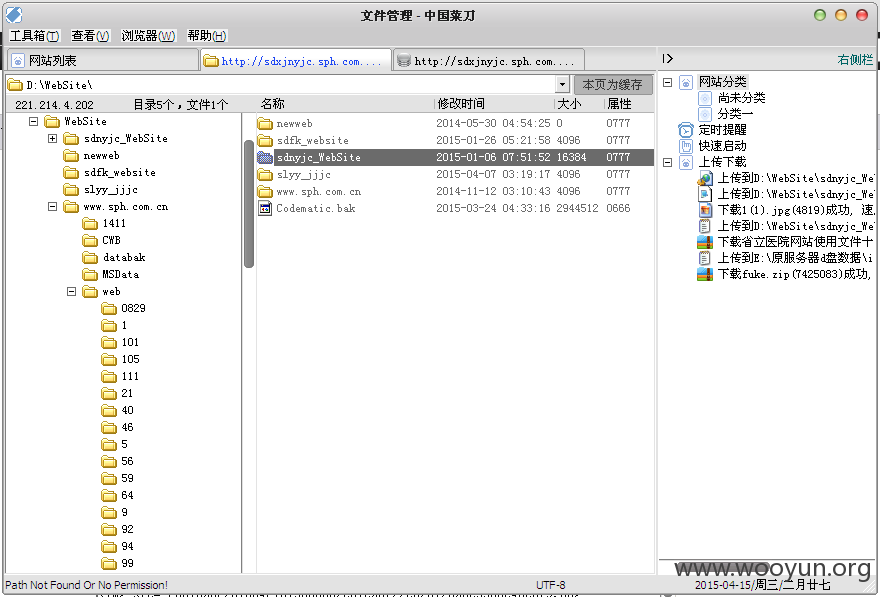 文件管理 - 中国菜刀
工具箱(T) 查看(V) 浏览器(W) 帮助(H)
网站列表 http://sdxjnyjc.sph.com.... http://sdxjnyjc.sph.com....
右侧栏
D:\WebSite\ 本页为缓存
221.214.4.202 目录5个，文件1个
WebSite
sdnyjc_WebSite
newweb
sdfk_website
slyy_jjjc
www.sph.com.cn
1411
CWB
databak
MSData
web
0829
1
101
105
111
21
40
46
5
56
59
64
9
92
94
99
名称 修改时间 大小 属性
newweb 2014-05-30 04:54:25 0 0777
sdfk_website 2015-01-26 05:21:58 4096 0777
sdnyjc_WebSite 2015-01-06 07:51:52 16384 0777
slyy_jjjc 2015-04-07 03:19:17 4096 0777
www.sph.com.cn 2014-11-12 03:10:43 4096 0777
Codematic.bak 2015-03-24 04:33:16 2944512 0666
网站分类
尚未分类
分类一
定时提醒
快速启动
上传下载
上传到D:\WebSite\sdnyjc_We
上传到D:\WebSite\sdnyjc_We
下载1(1).jpg(4819)成功, 速
上传到D:\WebSite\sdnyjc_We
下载省立医院网站使用文件十
上传到E:\原服务器d盘数据\i
下载fuke.zip(7425083)成功,
www.wooyun.org
Path Not Found Or No Permission! UTF-8 2015-04-15/周三/二月廿七